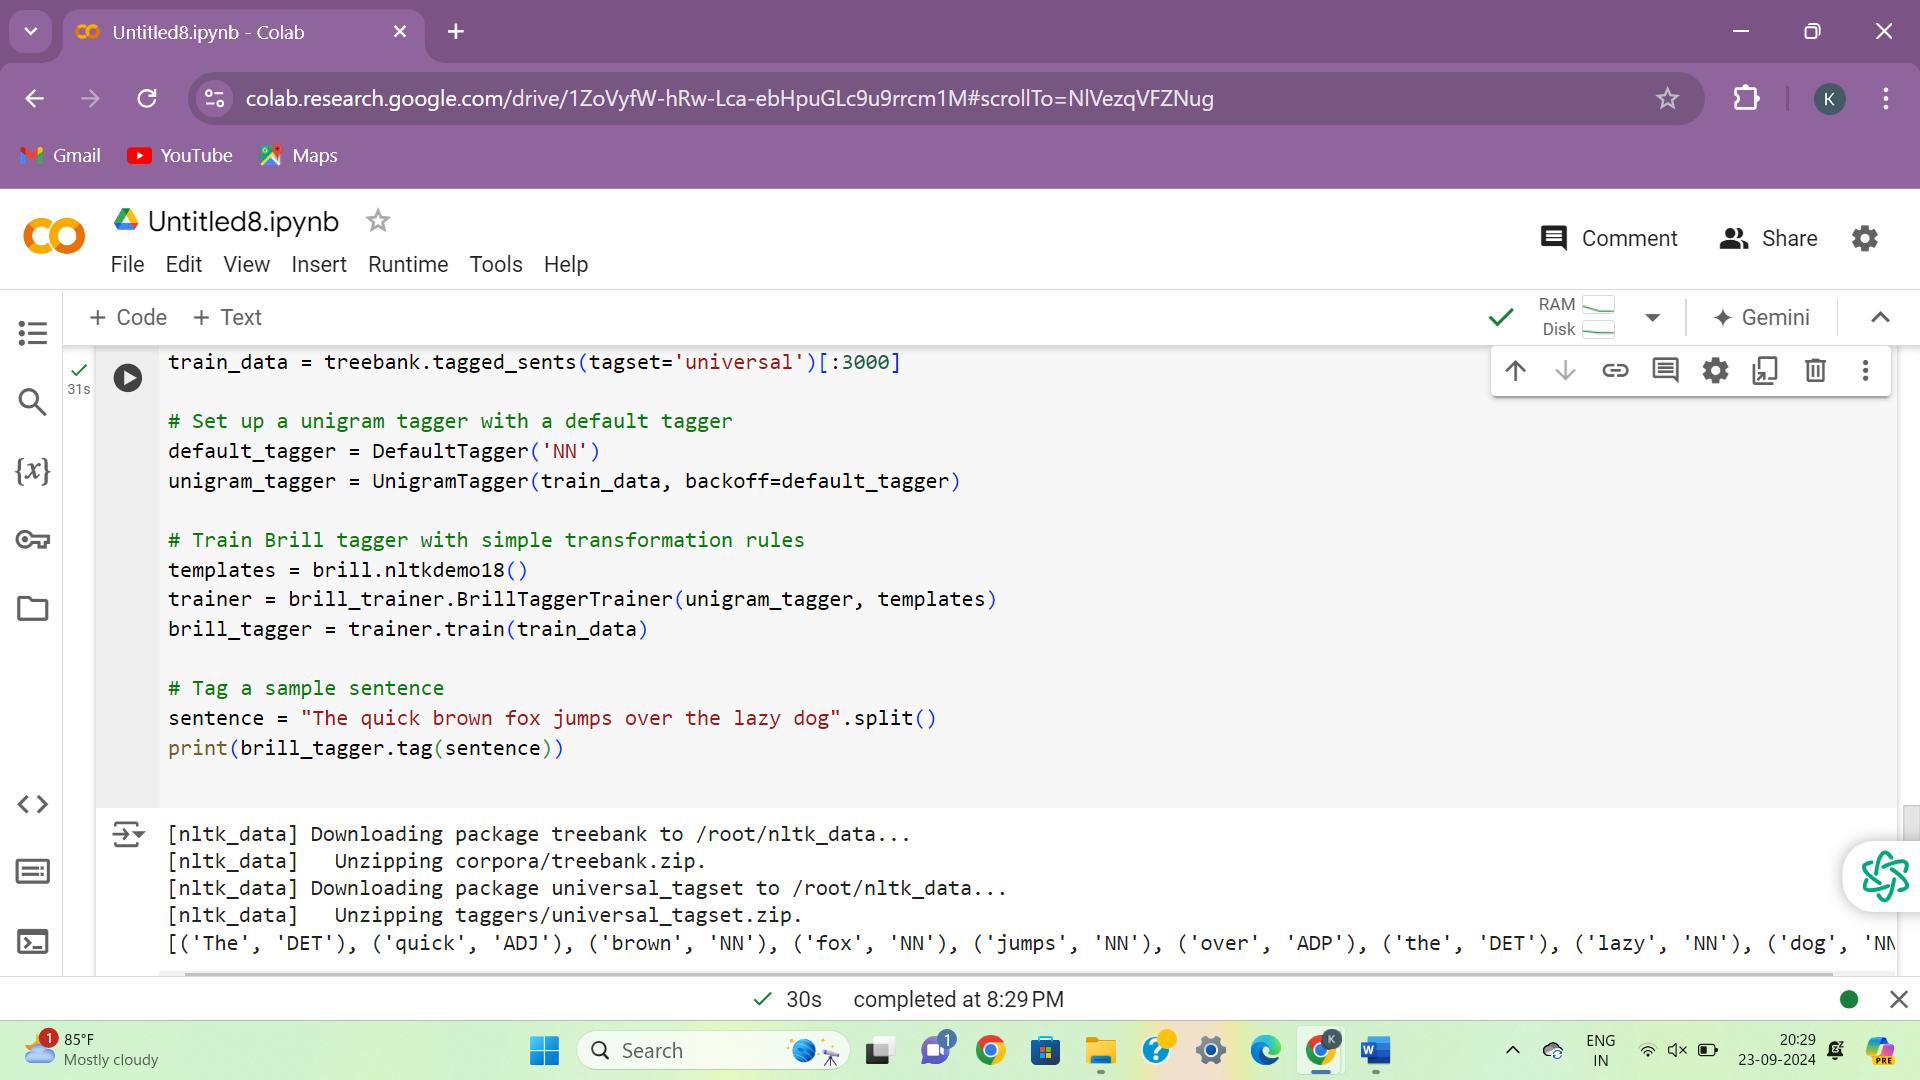 Untitled8.ipynb - Colab
colab.research.google.com/drive/1ZoVyfW-hRw-Lca-ebHpuGLc9u9rrcm1M#scrollTo=NlVezqVFZNug
K
Gmail YouTube Maps
Untitled8.ipynb
File Edit View Insert Runtime Tools Help
Comment Share
+ Code + Text
RAM
Disk
Gemini
31s
train_data = treebank.tagged_sents(tagset='universal')[:3000]
# Set up a unigram tagger with a default tagger
default_tagger = DefaultTagger('NN')
unigram_tagger = UnigramTagger(train_data, backoff=default_tagger)
# Train Brill tagger with simple transformation rules
templates = brill.nltkdemo18()
trainer = brill_trainer.BrillTaggerTrainer(unigram_tagger, templates)
brill_tagger = trainer.train(train_data)
# Tag a sample sentence
sentence = "The quick brown fox jumps over the lazy dog".split()
print(brill_tagger.tag(sentence))
[nltk_data] Downloading package treebank to /root/nltk_data...
[nltk_data]   Unzipping corpora/treebank.zip.
[nltk_data] Downloading package universal_tagset to /root/nltk_data...
[nltk_data]   Unzipping taggers/universal_tagset.zip.
[('The', 'DET'), ('quick', 'ADJ'), ('brown', 'NN'), ('fox', 'NN'), ('jumps', 'NN'), ('over', 'ADP'), ('the', 'DET'), ('lazy', 'NN'), ('dog', 'NN
30s completed at 8:29 PM
1
85°F
Mostly cloudy
Search
1
K
W
ENG
IN
20:29
23-09-2024
PRE